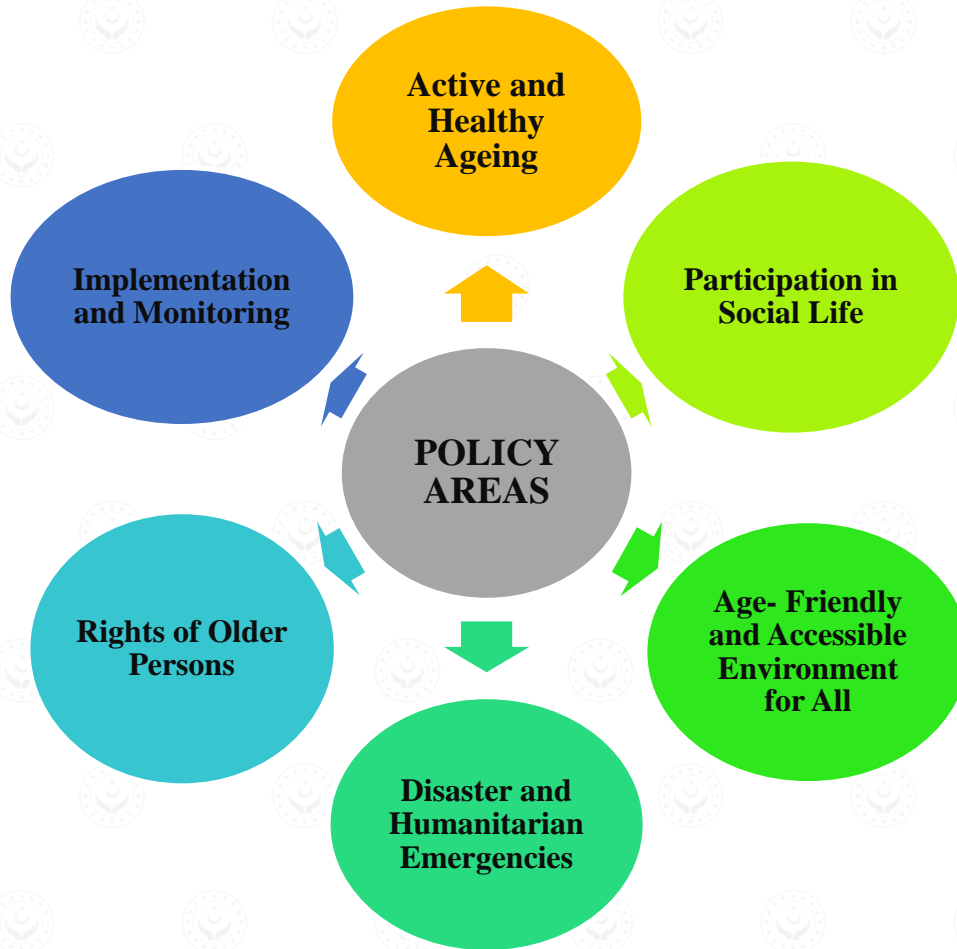 Active and
Healthy
Ageing
Participation in
Social Life
Age- Friendly
and Accessible
Environment
for All
Disaster and
Humanitarian
Emergencies
Rights of Older
Persons
Implementation
and Monitoring
POLICY
AREAS